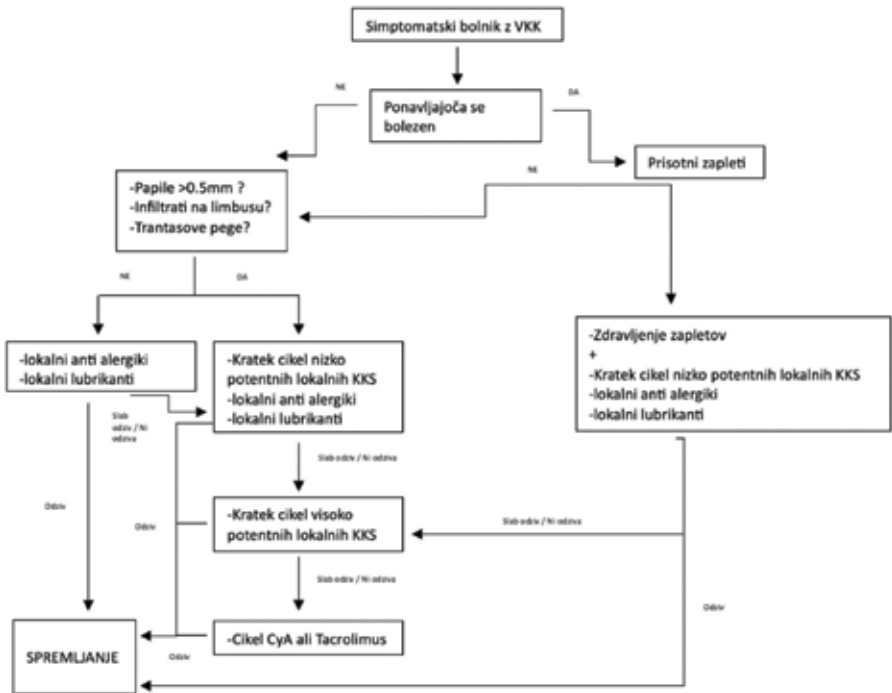 Simptomatski bolnik z VKK
NE
Ponavljajoča se
bolezen
DA
Prisotni zapleti
NE
-Papile >0.5mm ?
-Infiltrati na limbusu?
-Trantasove pege?
NE
DA
-lokalni anti alergiki
-lokalni lubrikanti
-Kratek cikel nizko
potentnih lokalnih KKS
-lokalni anti alergiki
-lokalni lubrikanti
-Zdravljenje zapletov
+
-Kratek cikel nizko potentnih lokalnih KKS
-lokalni anti alergiki
-lokalni lubrikanti
Slab
odziv / Ni
odziva
Slab odziv / Ni odziva
Odziv
Odziv
-Kratek cikel visoko
potentnih lokalnih KKS
Slab odziv / Ni odziva
Slab odziv / Ni odziva
Odziv
-Cikel CyA ali Tacrolimus
SPREMLJANJE
Odziv